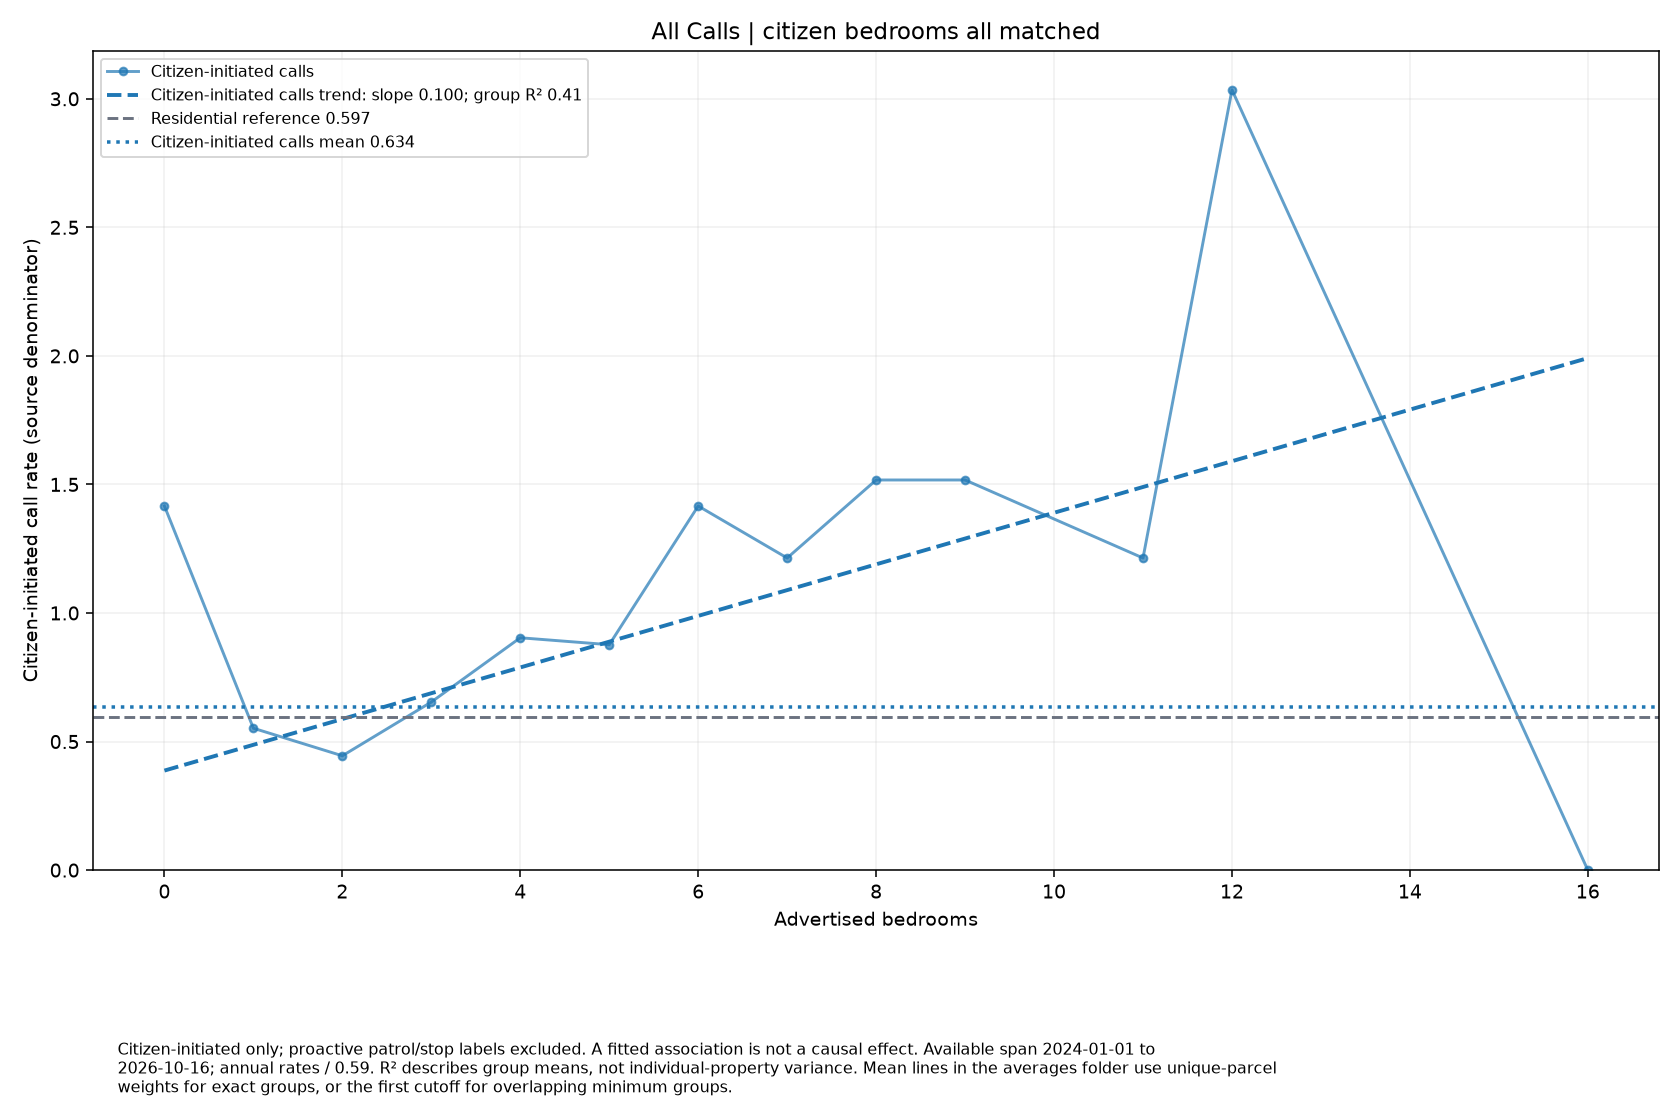 All Calls | citizen bedrooms all matched
Citizen-initiated calls
Citizen-initiated calls trend: slope 0.100; group R² 0.41
Residential reference 0.597
Citizen-initiated calls mean 0.634
Citizen-initiated call rate (source denominator)
3.0
2.5
2.0
1.5
1.0
0.5
0.0
0 2 4 6 8 10 12 14 16
Advertised bedrooms
Citizen-initiated only; proactive patrol/stop labels excluded. A fitted association is not a causal effect. Available span 2024-01-01 to
2026-10-16; annual rates / 0.59. R² describes group means, not individual-property variance. Mean lines in the averages folder use unique-parcel
weights for exact groups, or the first cutoff for overlapping minimum groups.